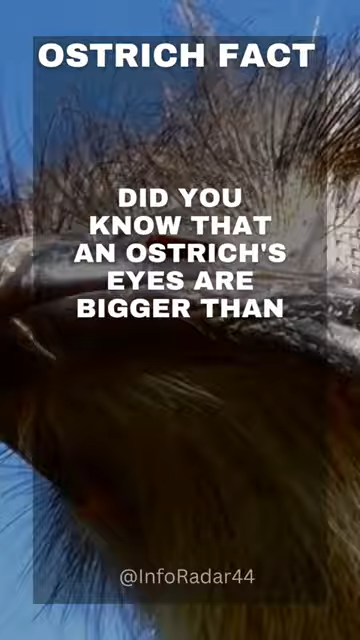 OSTRICH FACT
DID YOU
KNOW THAT
AN OSTRICH'S
EYES ARE
BIGGER THAN
@InfoRadar44